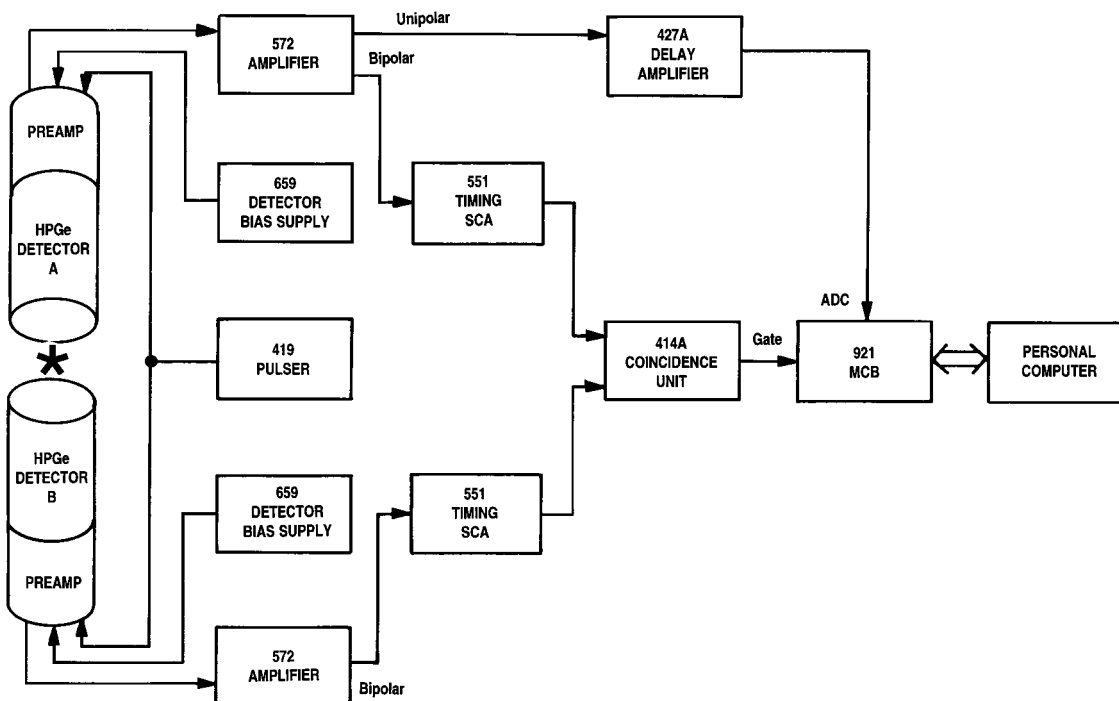 572
AMPLIFIER
Unipolar
Bipolar
427A
DELAY
AMPLIFIER
PREAMP
HPGe
DETECTOR
A
659
DETECTOR
BIAS SUPPLY
551
TIMING
SCA
419
PULSER
414A
COINCIDENCE
UNIT
Gate
ADC
921
MCB
PERSONAL
COMPUTER
HPGe
DETECTOR
B
PREAMP
659
DETECTOR
BIAS SUPPLY
551
TIMING
SCA
572
AMPLIFIER
Bipolar